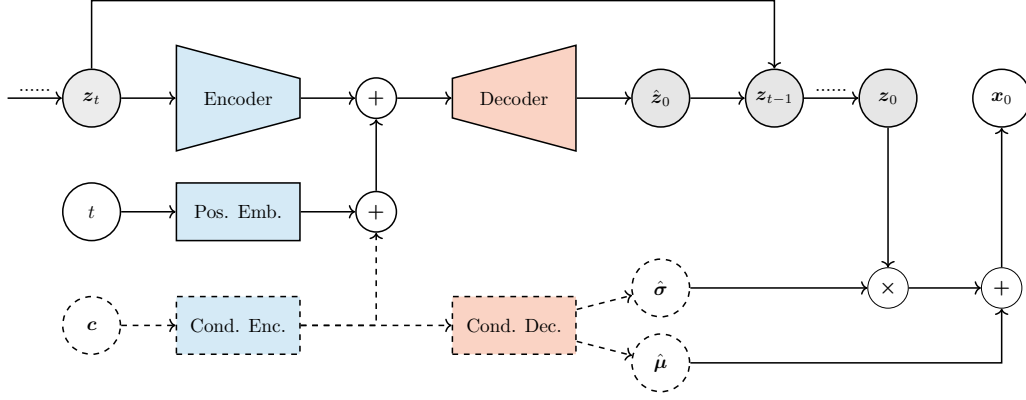 ......
z_t
Encoder
+
Decoder
ẑ_0
z_{t−1}
......
z_0
x_0
t
Pos. Emb.
+
c
Cond. Enc.
Cond. Dec.
σ̂
×
+
μ̂